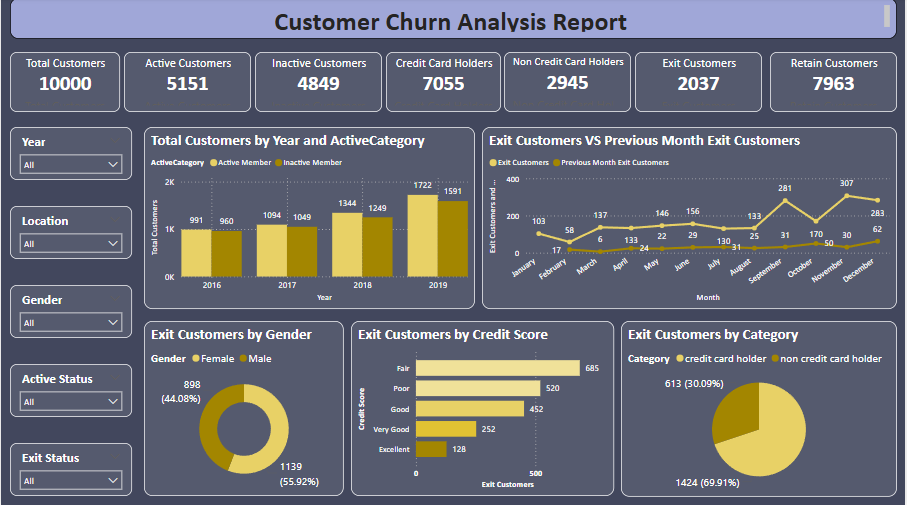 Customer Churn Analysis Report
Total Customers
10000
Active Customers
5151
Inactive Customers
4849
Credit Card Holders
7055
Non Credit Card Holders
2945
Exit Customers
2037
Retain Customers
7963
Year
All
Location
All
Gender
All
Active Status
All
Exit Status
All
Total Customers by Year and ActiveCategory
ActiveCategory Active Member Inactive Member
Total Customers
2K
1K
0K
991 960
1094 1049
1344 1249
1722 1591
2016 2017 2018 2019
Year
Exit Customers VS Previous Month Exit Customers
Exit Customers Previous Month Exit Customers
Exit Customers and ...
400
200
0
103 58 137 133 146 156 130 133 281 170 307 283
17 6 24 22 29 31 25 31 50 30 62
January February March April May June July August September October November December
Month
Exit Customers by Gender
Gender Female Male
898
(44.08%)
1139
(55.92%)
Exit Customers by Credit Score
Credit Score
Fair 685
Poor 520
Good 452
Very Good 252
Excellent 128
0 500
Exit Customers
Exit Customers by Category
Category credit card holder non credit card holder
613 (30.09%)
1424 (69.91%)